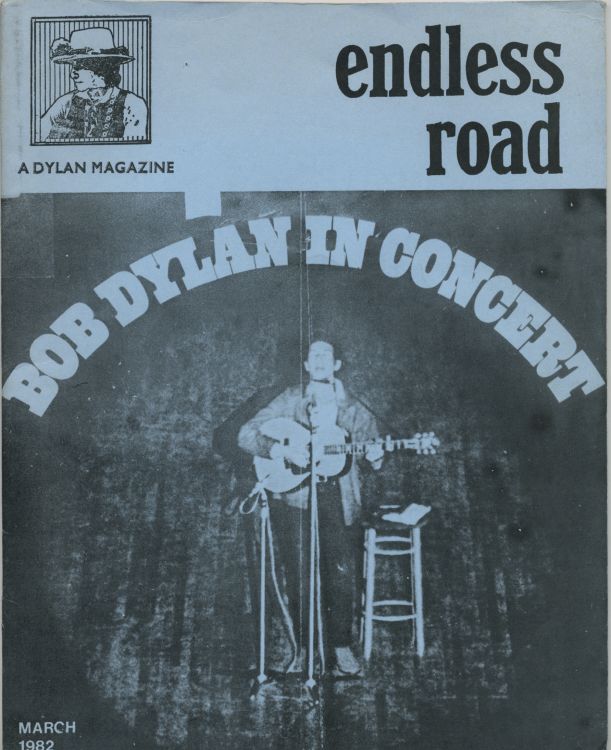 endless
road
A DYLAN MAGAZINE
BOB DYLAN IN CONCERT
MARCH
1982